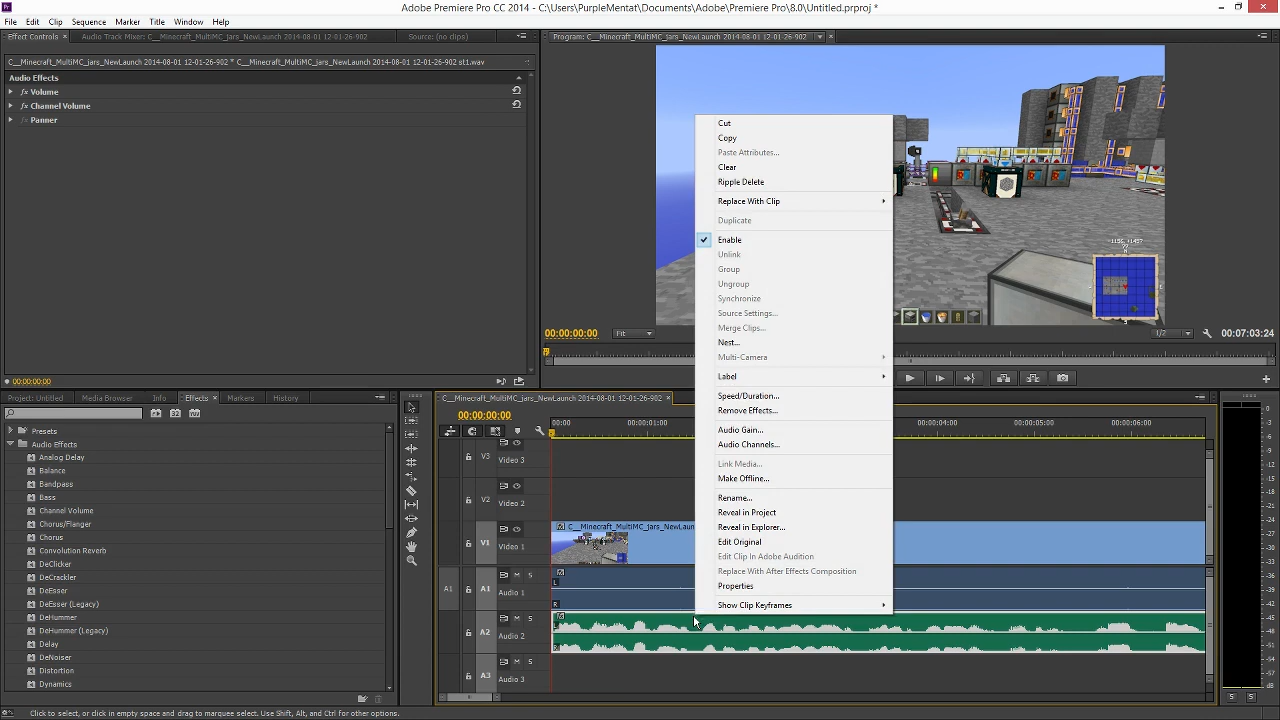 Adobe Premiere Pro CC 2014 - C:\Users\PurpleMentat\Documents\Adobe\Premiere Pro\8.0\Untitled.prproj *
File Edit Clip Sequence Marker Title Window Help
Effect Controls
Audio Track Mixer: C__Minecraft_MultiMC_jars_NewLaunch 2014-08-01 12-01-26-902
Source: (no clips)
Program: C__Minecraft_MultiMC_jars_NewLaunch 2014-08-01 12-01-26-902
C__Minecraft_MultiMC_jars_NewLaunch 2014-08-01 12-01-26-902 * C__Minecraft_MultiMC_jars_NewLaunch 2014-08-01 12-01-26-902 st1.wav
Audio Effects
fx Volume
fx Channel Volume
fx Panner
00:00:00:00
Cut
Copy
Paste Attributes...
Clear
Ripple Delete
Replace With Clip
Duplicate
Enable
Unlink
Group
Ungroup
Synchronize
Source Settings...
Merge Clips...
Nest...
Multi-Camera
Label
Speed/Duration...
Remove Effects...
Audio Gain...
Audio Channels...
Link Media...
Make Offline...
Rename...
Reveal in Project
Reveal in Explorer...
Edit Original
Edit Clip In Adobe Audition
Replace With After Effects Composition
Properties
Show Clip Keyframes
00:00:00:00
Fit
1/2
00:07:03:24
Project: Untitled
Media Browser
Info
Effects
Markers
History
Presets
Audio Effects
Analog Delay
Balance
Bandpass
Bass
Channel Volume
Chorus/Flanger
Chorus
Convolution Reverb
DeClicker
DeCrackler
DeEsser
DeEsser (Legacy)
DeHummer
DeHummer (Legacy)
Delay
DeNoiser
Distortion
Dynamics
C__Minecraft_MultiMC_jars_NewLaunch 2014-08-01 12-01-26-902
00:00:00:00
00:00
00:00:01:00
00:00:04:00
00:00:05:00
00:00:06:00
V3 Video 3
V2 Video 2
V1 Video 1
C__Minecraft_MultiMC_jars_NewLaun
A1 A1 M S Audio 1
L
R
A2 M S Audio 2
R
A3 M S Audio 3
0
S S
Click to select, or click in empty space and drag to marquee select. Use Shift, Alt, and Ctrl for other options.